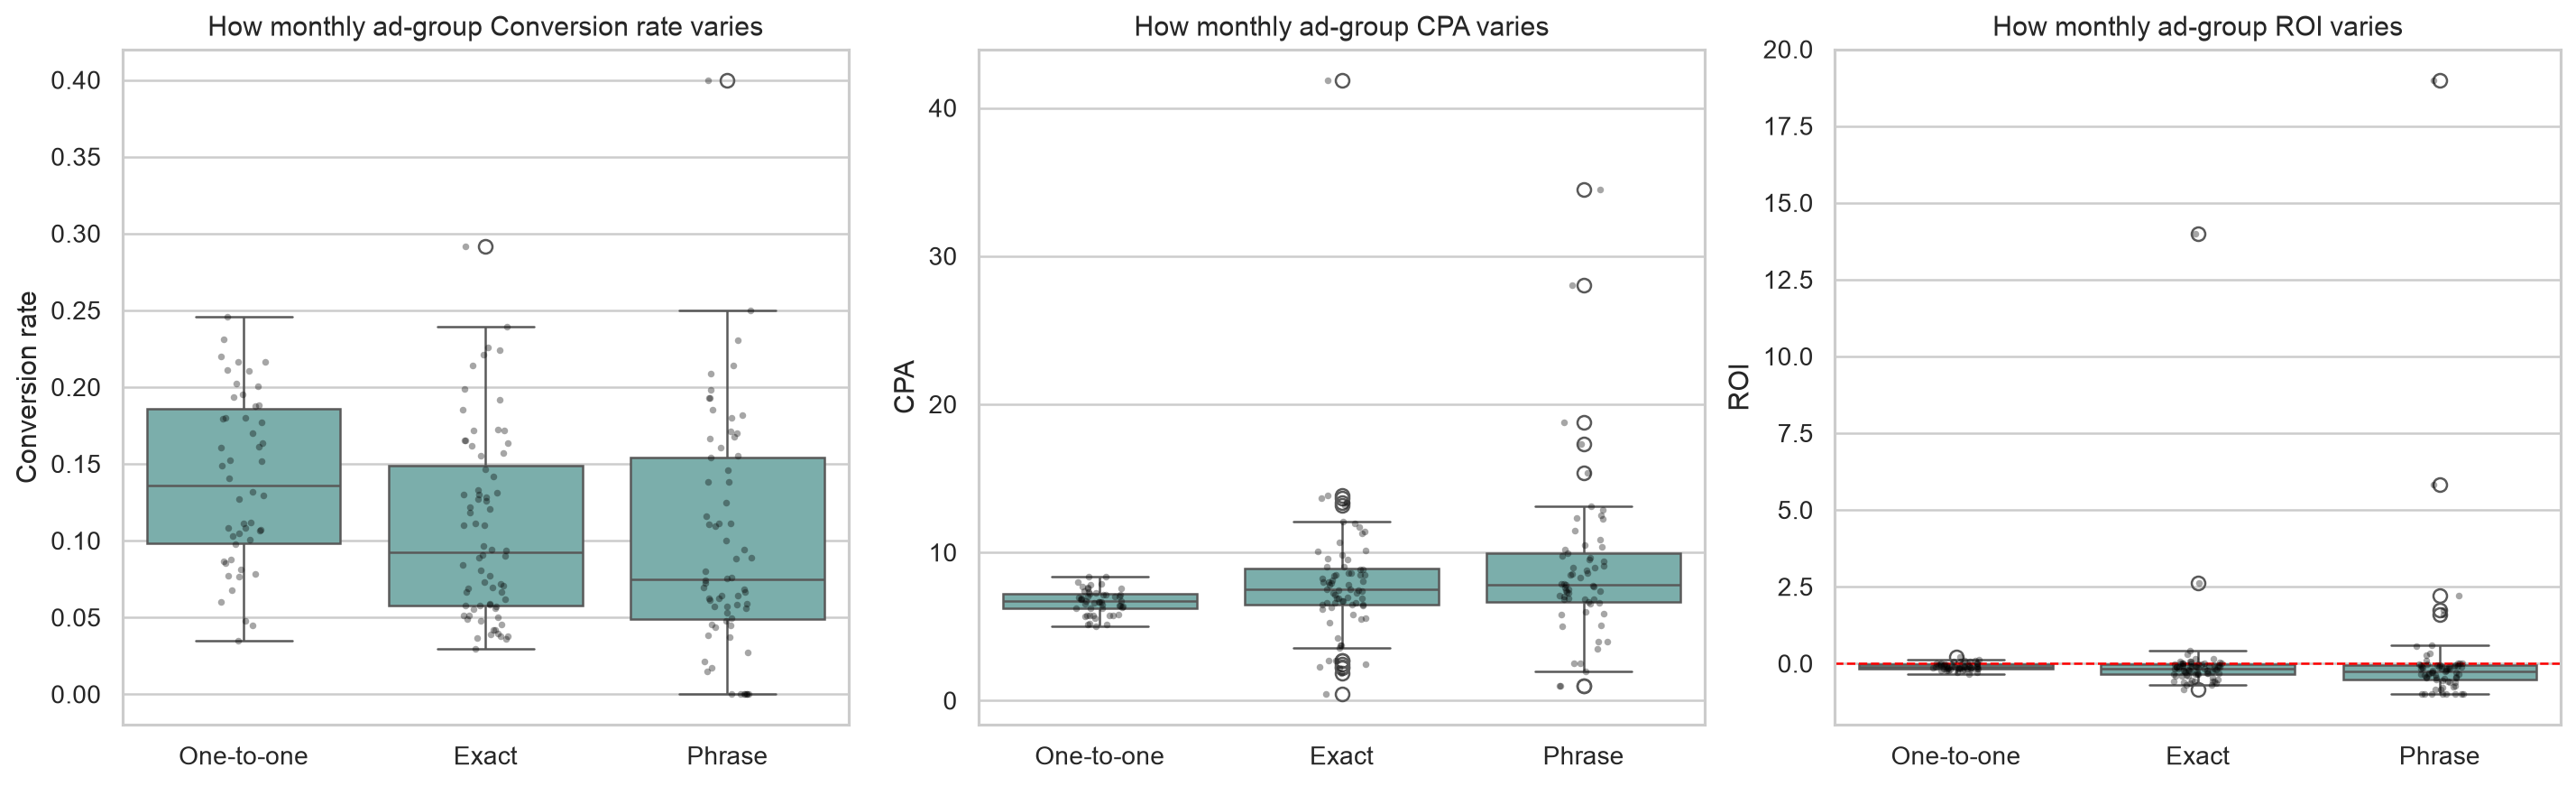 How monthly ad-group Conversion rate varies
Conversion rate
0.40
0.35
0.30
0.25
0.20
0.15
0.10
0.05
0.00
One-to-one Exact Phrase
How monthly ad-group CPA varies
CPA
40
30
20
10
0
One-to-one Exact Phrase
How monthly ad-group ROI varies
ROI
20.0
17.5
15.0
12.5
10.0
7.5
5.0
2.5
0.0
One-to-one Exact Phrase